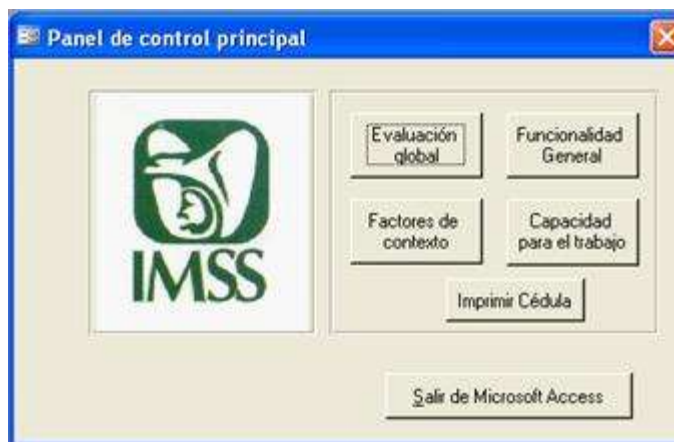 Panel de control principal
IMSS
Evaluación
global
Funcionalidad
General
Factores de
contexto
Capacidad
para el trabajo
Imprimir Cédula
Salir de Microsoft Access